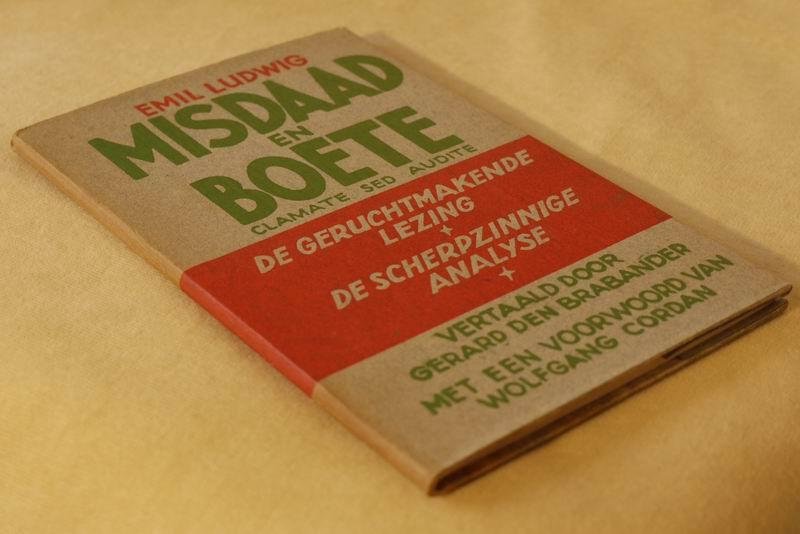 EMIL LUDWIG
MISDAAD
EN
BOETE
CLAMATE SED AUDITE
DE GERUCHTMAKENDE
LEZING
+
DE SCHERPZINNIGE
ANALYSE
+
VERTAALD DOOR
GERARD DEN BRABANDER
MET EEN VOORWOORD VAN
WOLFGANG CORDAN